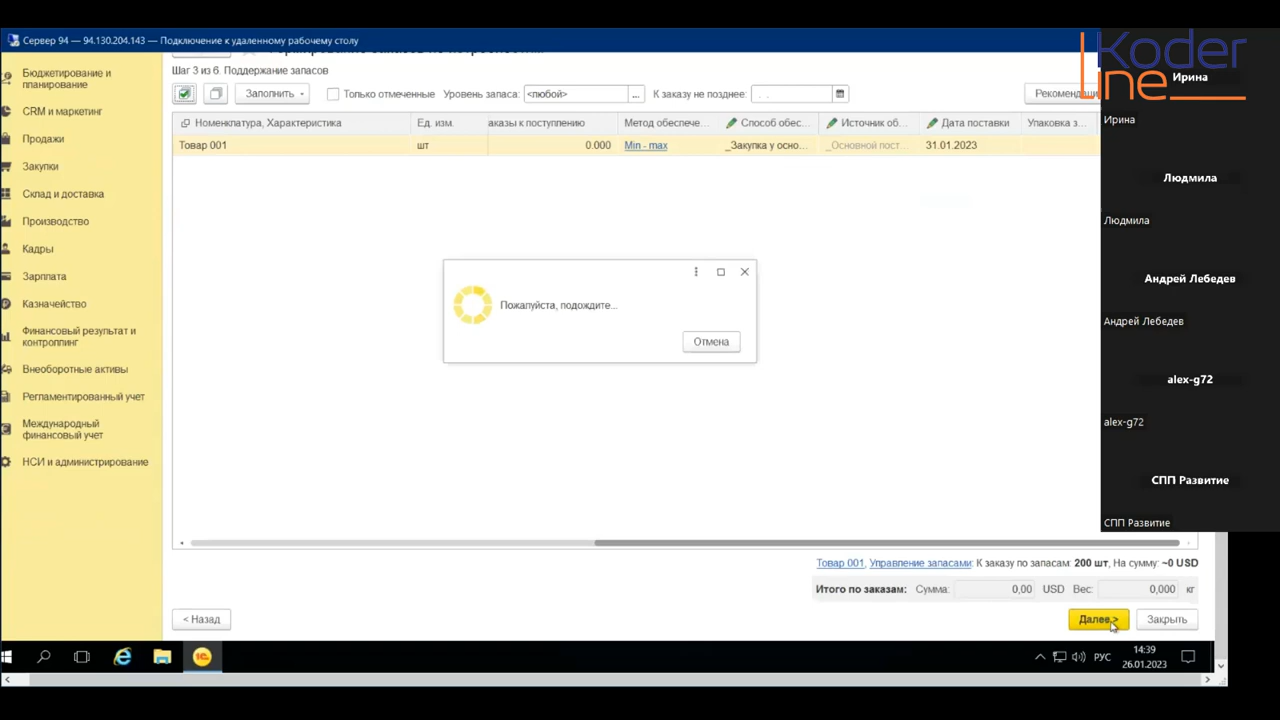 Сервер 94 — 94.130.204.143 — Подключение к удаленному рабочему столу
Koder
line
Бюджетирование и
планирование
CRM и маркетинг
Продажи
Закупки
Склад и доставка
Производство
Кадры
Зарплата
Казначейство
Финансовый результат и
контроллинг
Внеоборотные активы
Регламентированный учет
Международный
финансовый учет
НСИ и администрирование
Шаг 3 из 6. Поддержание запасов
Заполнить
Только отмеченные Уровень запаса: <любой> ... К заказу не позднее: . . Рекомендаци
Номенклатура, Характеристика Ед. изм. аказы к поступлению Метод обеспече... Способ обес... Источник об... Дата поставки Упаковка з...
Товар 001 шт 0.000 Min - max _Закупка у осно... _Основной пост... 31.01.2023
Пожалуйста, подождите...
Отмена
Товар 001, Управление запасами: К заказу по запасам: 200 шт, На сумму: ~0 USD
Итого по заказам: Сумма: 0,00 USD Вес: 0,000 кг
< Назад
Далее >
Закрыть
Ирина
Ирина
Людмила
Людмила
Андрей Лебедев
Андрей Лебедев
alex-g72
alex-g72
СПП Развитие
СПП Развитие
РУС
14:39
26.01.2023